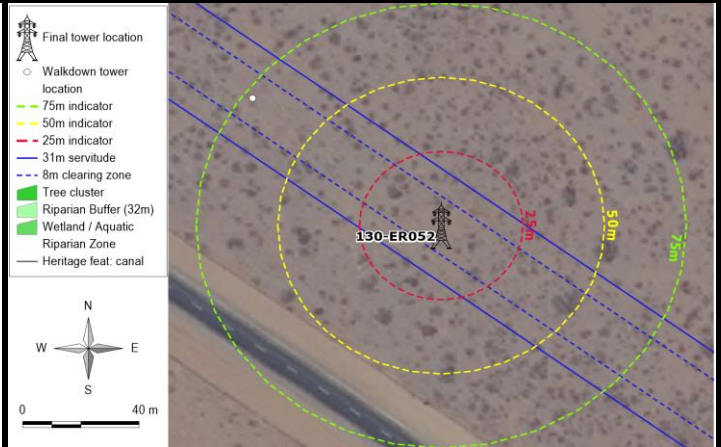 Final tower location
Walkdown tower
location
75m indicator
50m indicator
25m indicator
31m servitude
8m clearing zone
Tree cluster
Riparian Buffer (32m)
Wetland / Aquatic
Riparian Zone
Heritage feat: canal
N
W E
S
0 40 m
130-ER052
25m
50m
75m